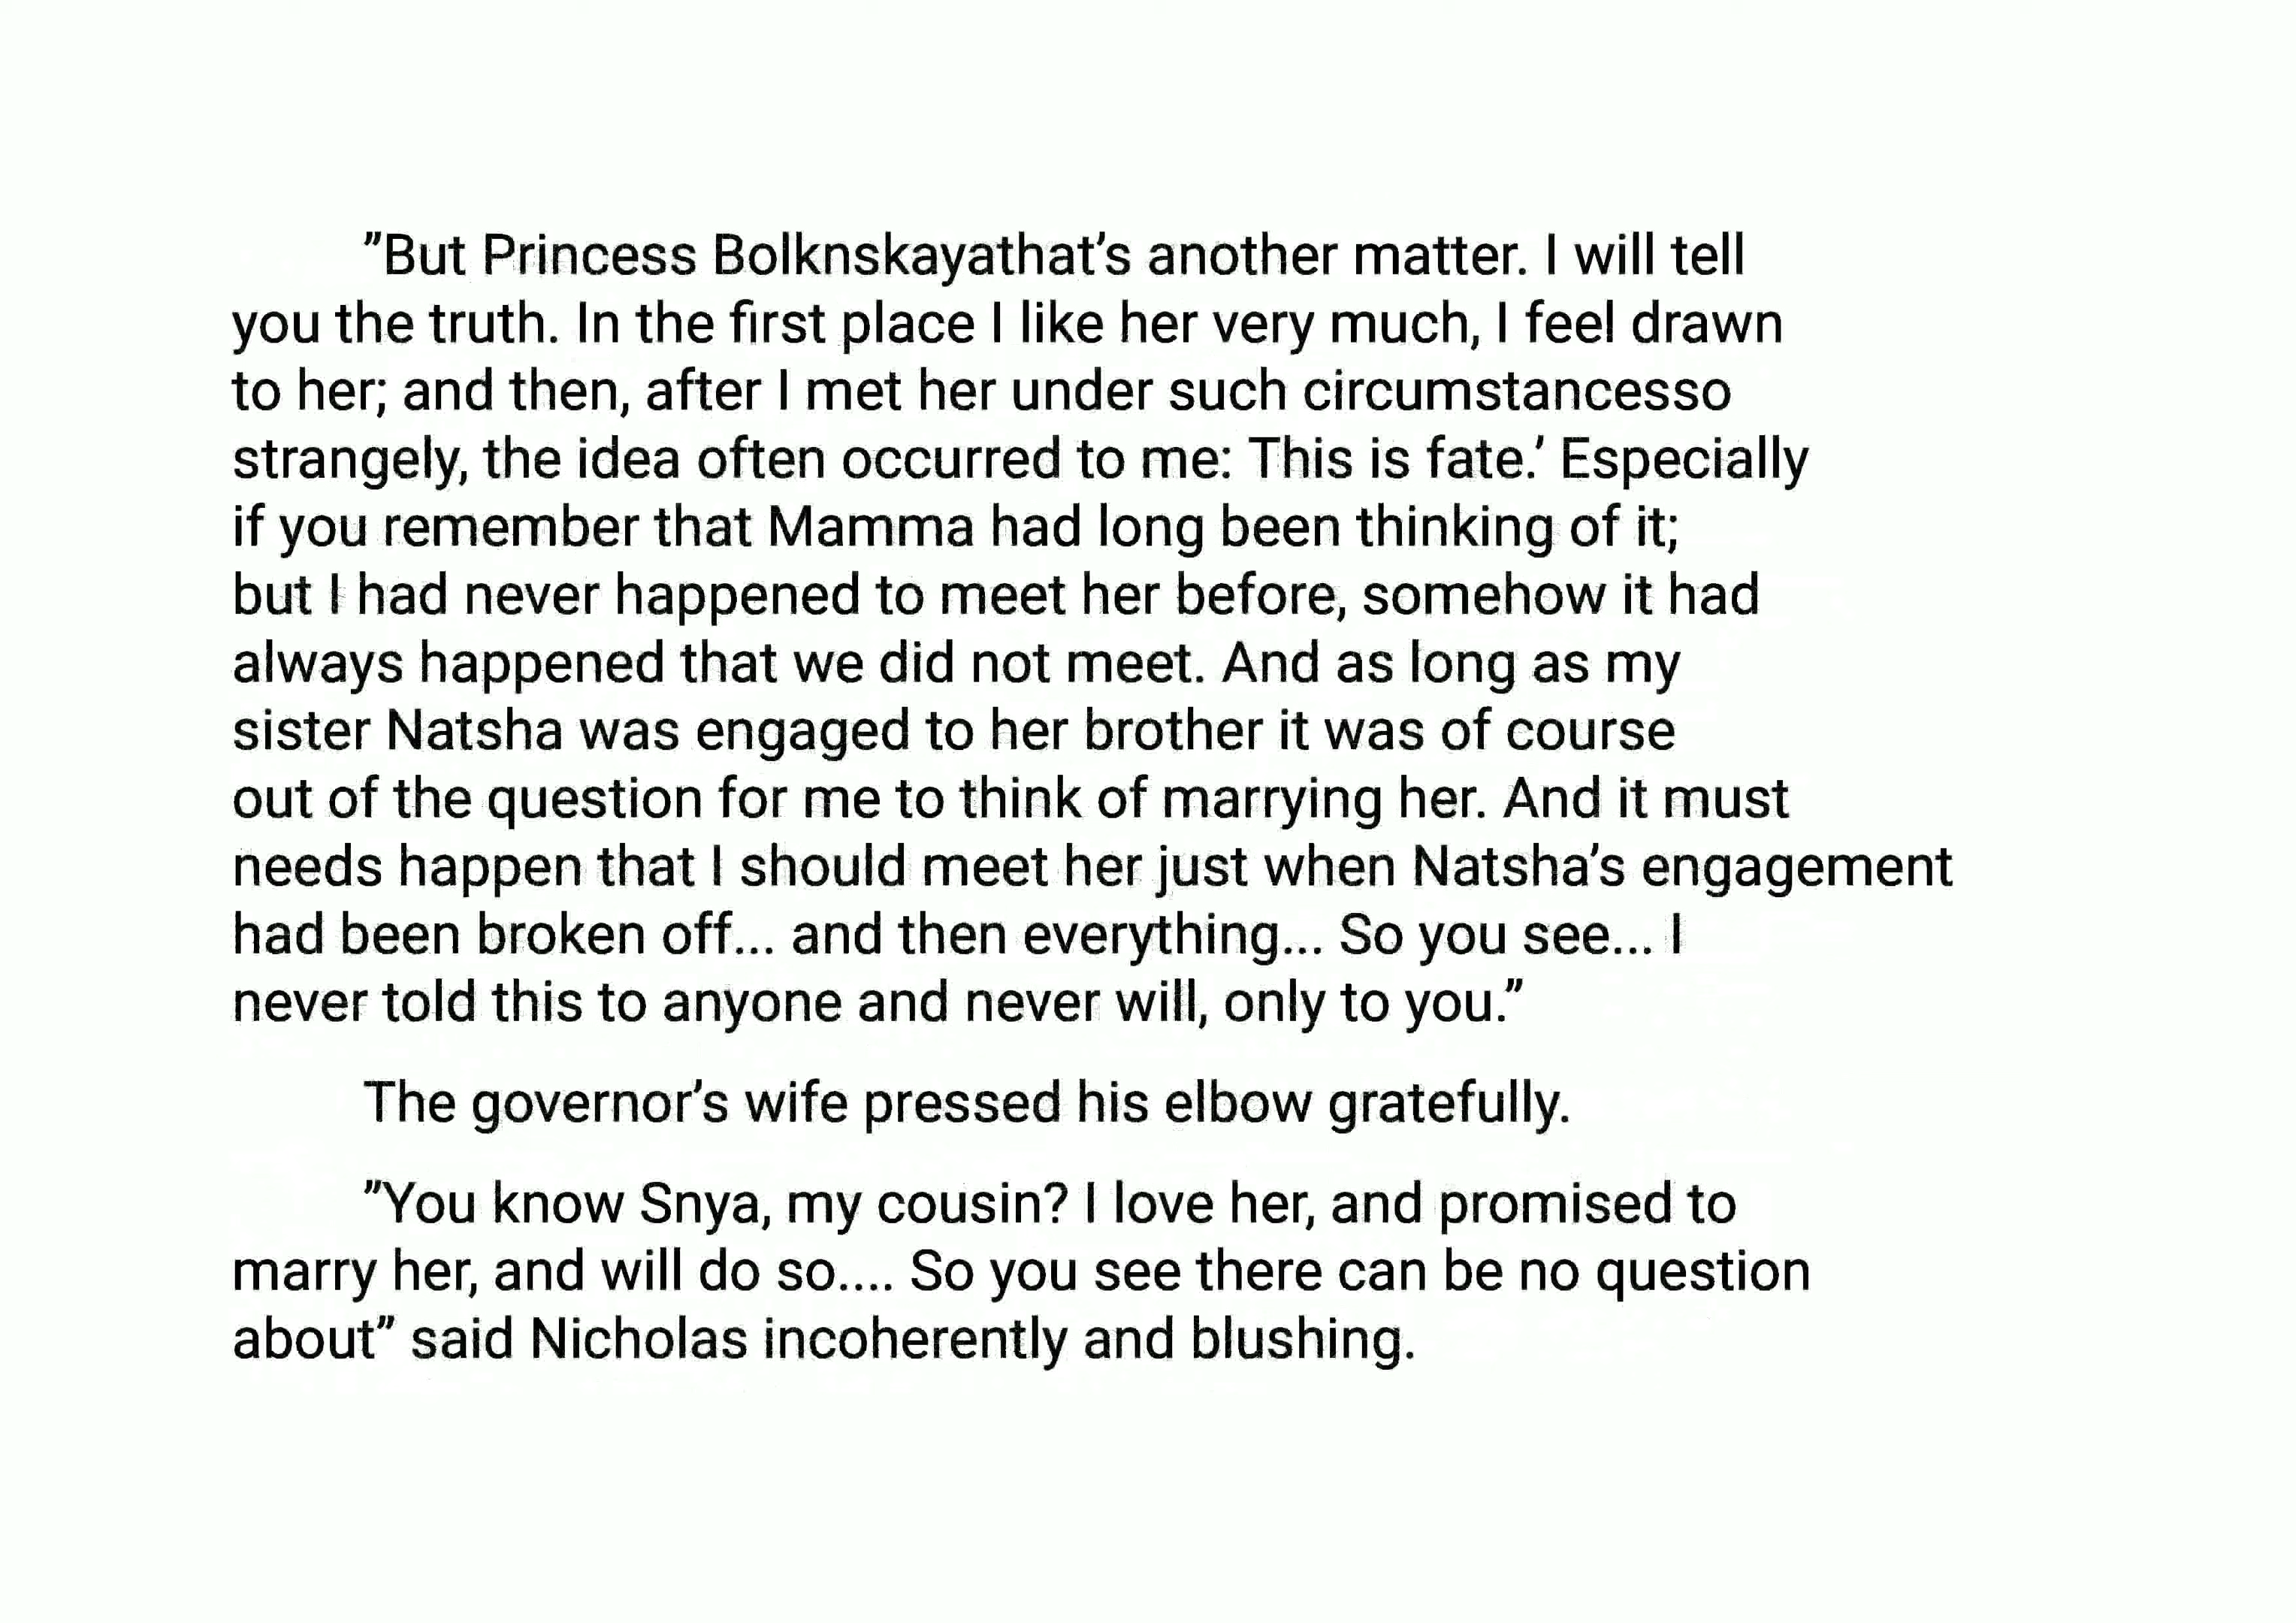 ”But Princess Bolknskayathat’s another matter. I will tell
you the truth. In the first place I like her very much, I feel drawn
to her; and then, after I met her under such circumstancesso
strangely, the idea often occurred to me: This is fate.’ Especially
if you remember that Mamma had long been thinking of it;
but I had never happened to meet her before, somehow it had
always happened that we did not meet. And as long as my
sister Natsha was engaged to her brother it was of course
out of the question for me to think of marrying her. And it must
needs happen that I should meet her just when Natsha’s engagement
had been broken off... and then everything... So you see... I
never told this to anyone and never will, only to you.”
The governor’s wife pressed his elbow gratefully.
”You know Snya, my cousin? I love her, and promised to
marry her, and will do so.... So you see there can be no question
about” said Nicholas incoherently and blushing.